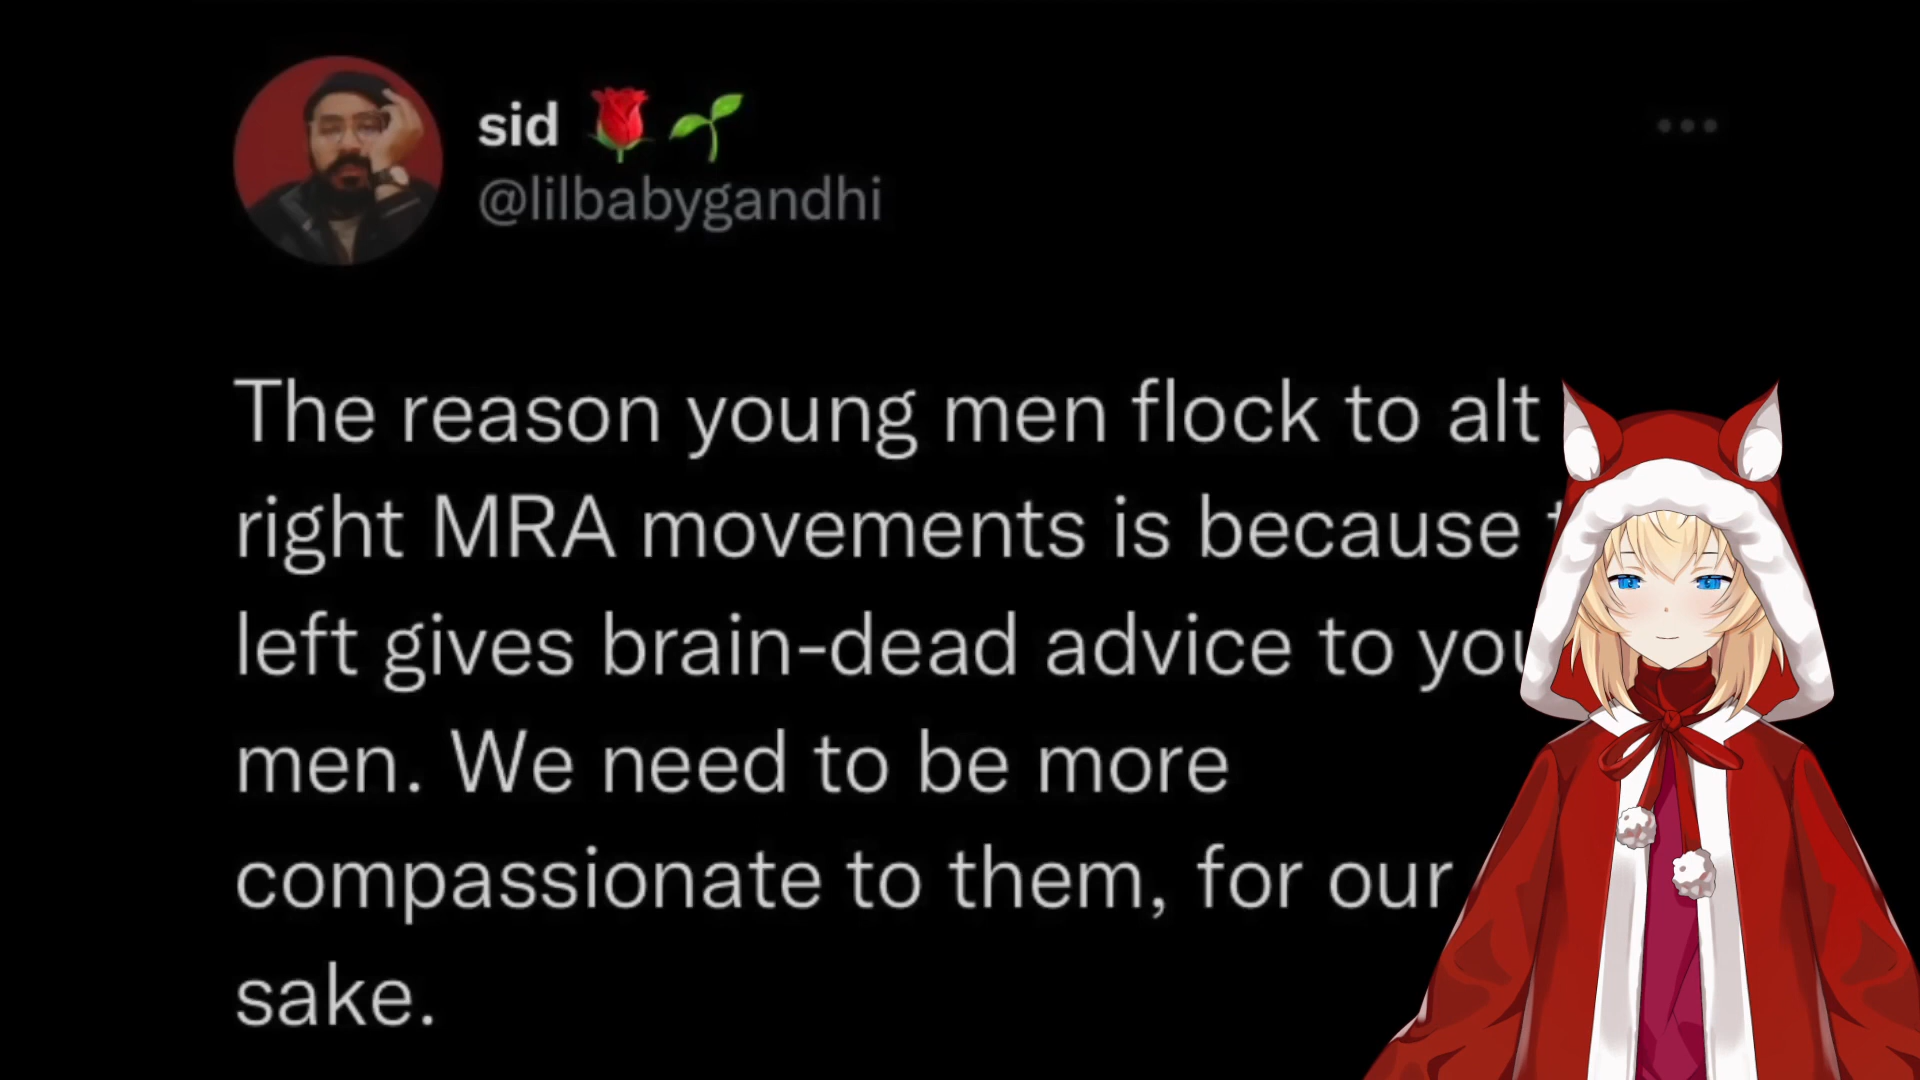 sid 🌹🌱
@lilbabygandhi
The reason young men flock to alt
right MRA movements is because
left gives brain-dead advice to
men. We need to be more
compassionate to them, for our
sake.